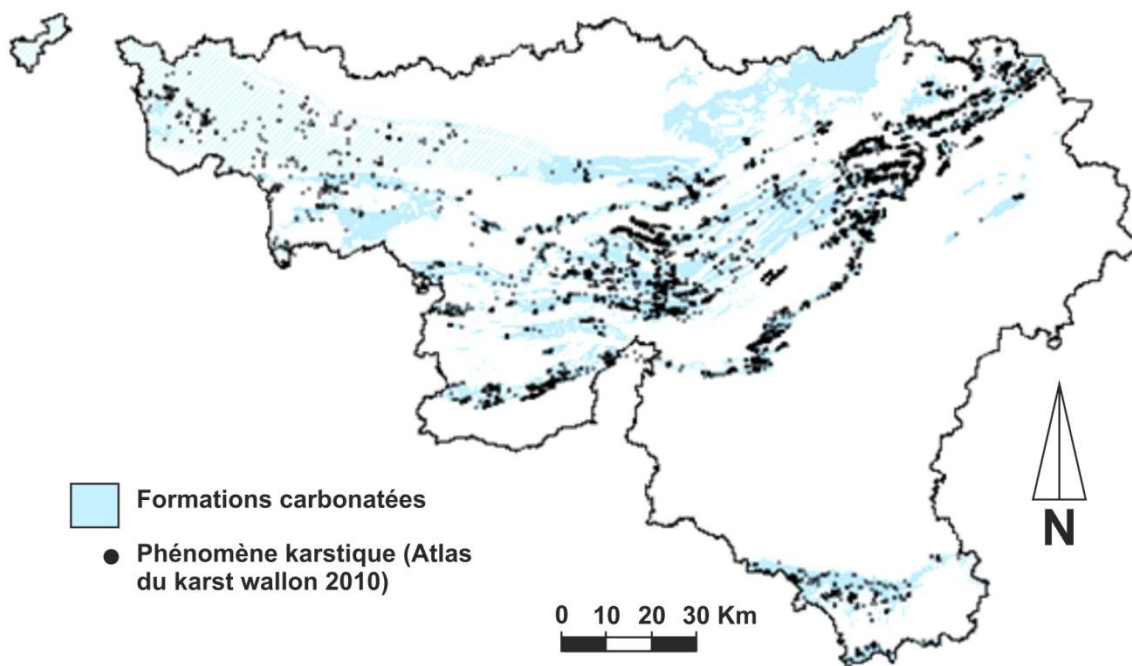 Formations carbonatées
Phénomène karstique (Atlas
du karst wallon 2010)
N
0 10 20 30 Km